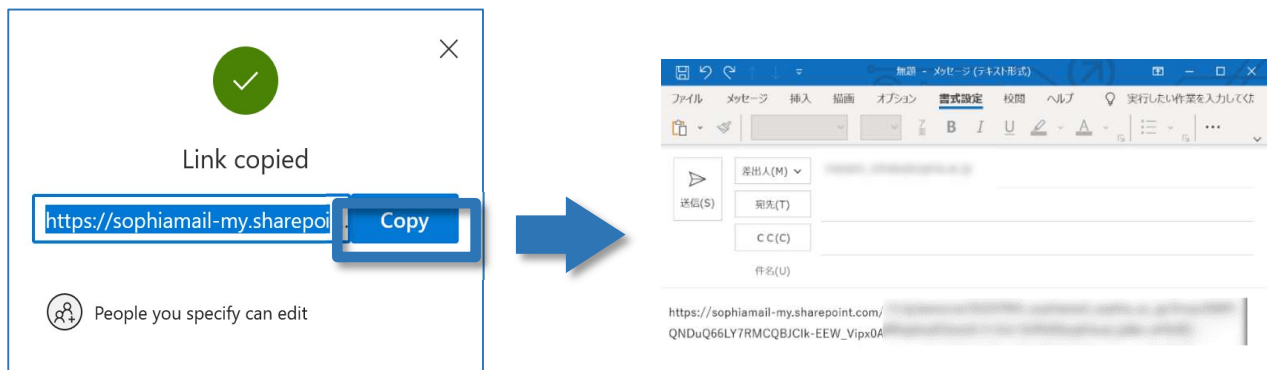 Link copied
https://sophiamail-my.sharepoi
Copy
People you specify can edit
無題 - メッセージ (テキスト形式)
ファイル メッセージ 挿入 描画 オプション 書式設定 校閲 ヘルプ 実行したい作業を入力してくだ
B I U A
差出人(M)
送信(S)
宛先(T)
C C(C)
件名(U)
https://sophiamail-my.sharepoint.com/
QNDuQ66LY7RMCQBJClk-EEW_Vipx0A